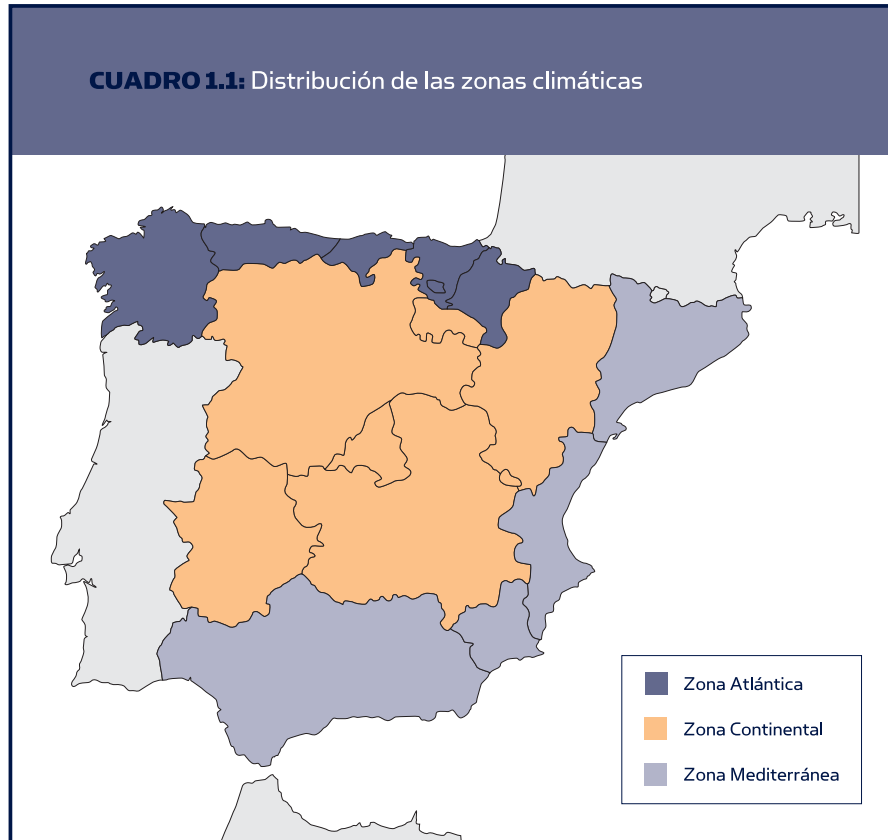 CUADRO 1.1: Distribución de las zonas climáticas
Zona Atlántica
Zona Continental
Zona Mediterránea